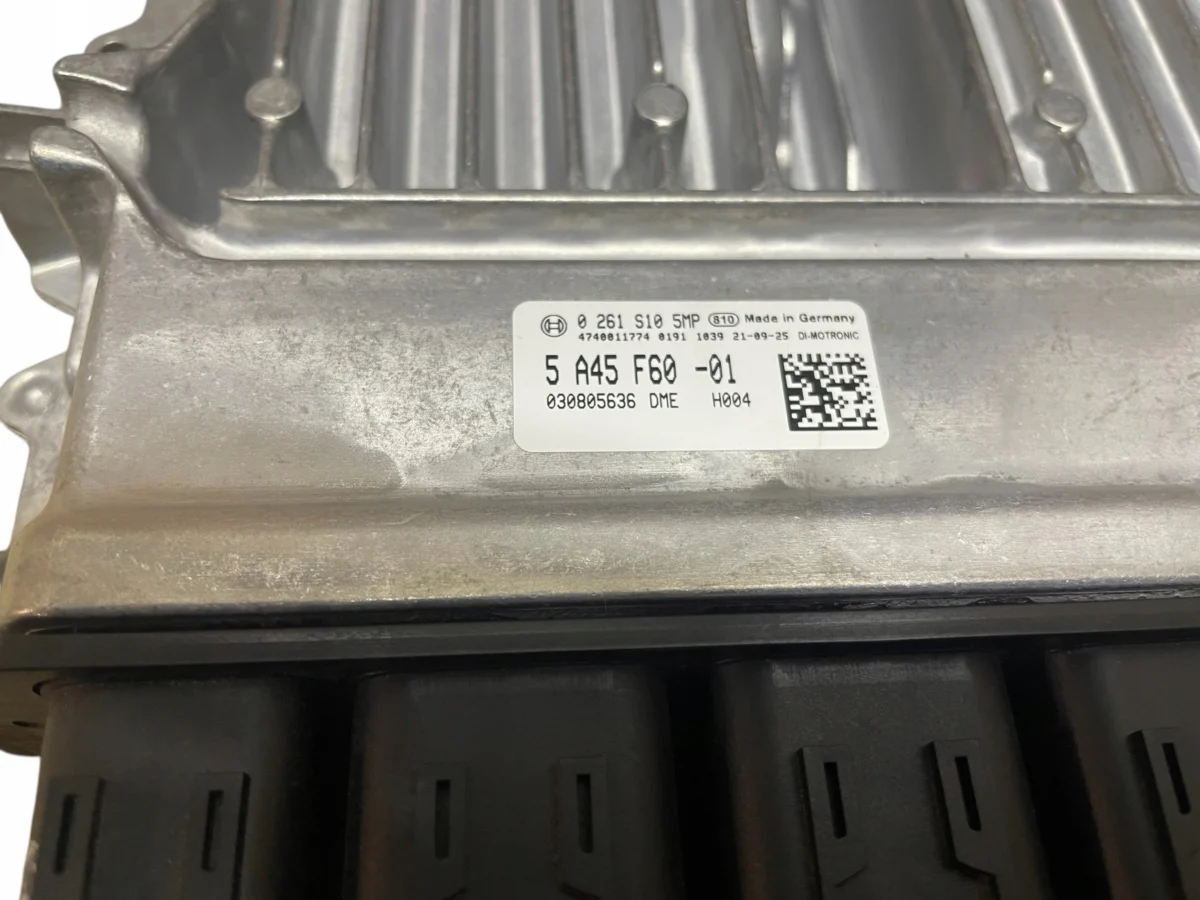 0 261 S10 5MP 810 Made in Germany
4740011774 0191 1039 21-09-25 DI-MOTRONIC
5 A45 F60 -01
030805636 DME H004